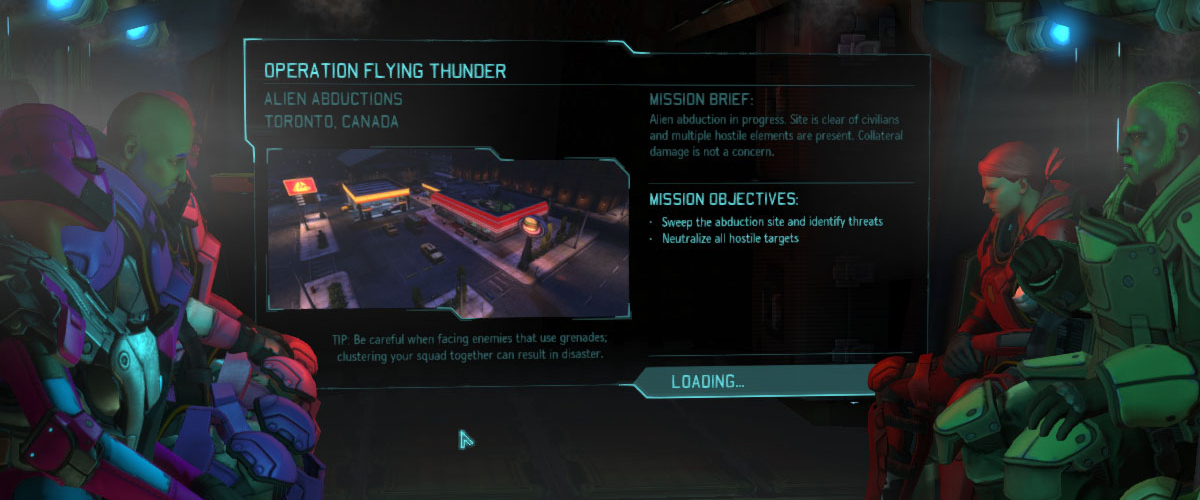 OPERATION FLYING THUNDER
ALIEN ABDUCTIONS
TORONTO, CANADA
TIP: Be careful when facing enemies that use grenades;
clustering your squad together can result in disaster.
MISSION BRIEF:
Alien abduction in progress. Site is clear of civilians
and multiple hostile elements are present. Collateral
damage is not a concern.
MISSION OBJECTIVES:
· Sweep the abduction site and identify threats
· Neutralize all hostile targets
LOADING...